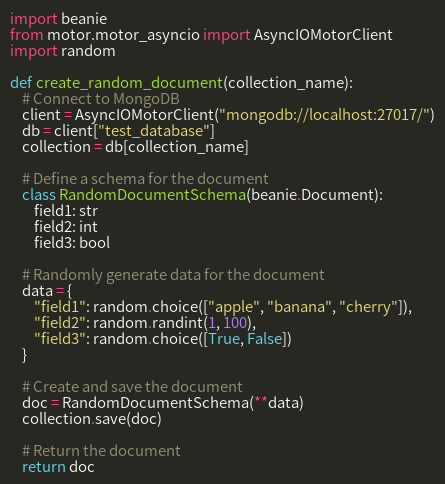 import beanie
from motor.motor_asyncio import AsyncIOMotorClient
import random

def create_random_document(collection_name):
    # Connect to MongoDB
    client = AsyncIOMotorClient("mongodb://localhost:27017/")
    db = client["test_database"]
    collection = db[collection_name]

    # Define a schema for the document
    class RandomDocumentSchema(beanie.Document):
        field1: str
        field2: int
        field3: bool

    # Randomly generate data for the document
    data = {
        "field1": random.choice(["apple", "banana", "cherry"]),
        "field2": random.randint(1, 100),
        "field3": random.choice([True, False])
    }

    # Create and save the document
    doc = RandomDocumentSchema(**data)
    collection.save(doc)

    # Return the document
    return doc